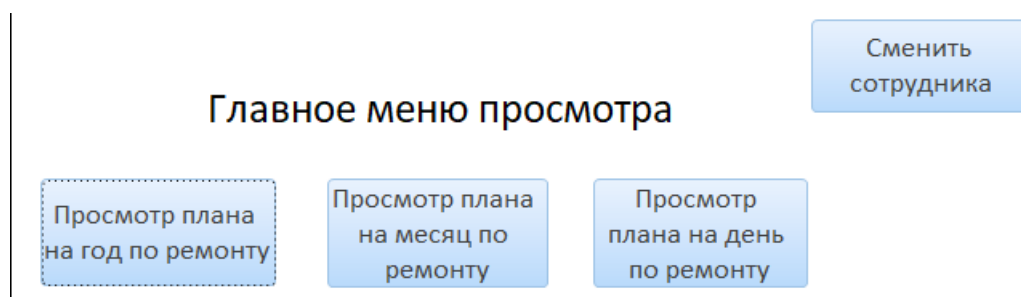 Сменить
сотрудника
Главное меню просмотра
Просмотр плана
на год по ремонту
Просмотр плана
на месяц по
ремонту
Просмотр
плана на день
по ремонту